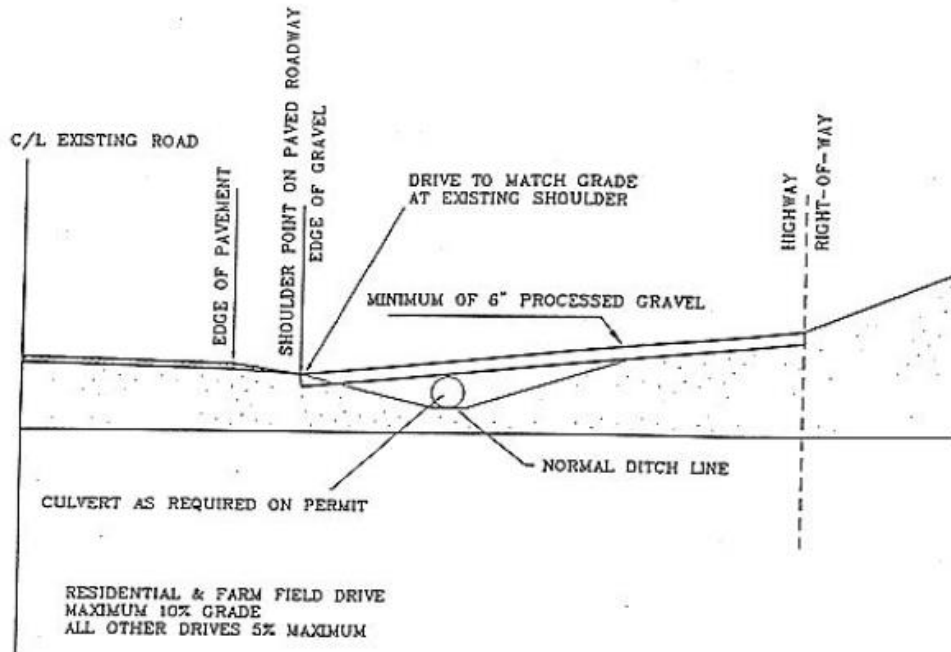 C/L EXISTING ROAD
EDGE OF PAVEMENT
SHOULDER POINT ON PAVED ROADWAY
EDGE OF GRAVEL
DRIVE TO MATCH GRADE
AT EXISTING SHOULDER
HIGHWAY
RIGHT-OF-WAY
MINIMUM OF 6" PROCESSED GRAVEL
NORMAL DITCH LINE
CULVERT AS REQUIRED ON PERMIT
RESIDENTIAL & FARM FIELD DRIVE
MAXIMUM 10% GRADE
ALL OTHER DRIVES 5% MAXIMUM